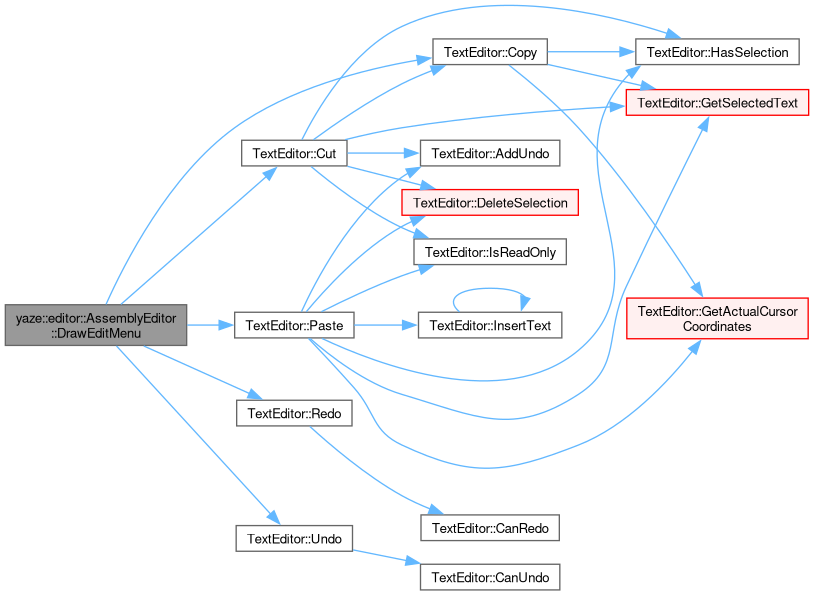 TextEditor::Copy
TextEditor::HasSelection
TextEditor::GetSelectedText
TextEditor::Cut
TextEditor::AddUndo
TextEditor::DeleteSelection
TextEditor::IsReadOnly
yaze::editor::AssemblyEditor
::DrawEditMenu
TextEditor::Paste
TextEditor::InsertText
TextEditor::GetActualCursor
Coordinates
TextEditor::Redo
TextEditor::CanRedo
TextEditor::Undo
TextEditor::CanUndo